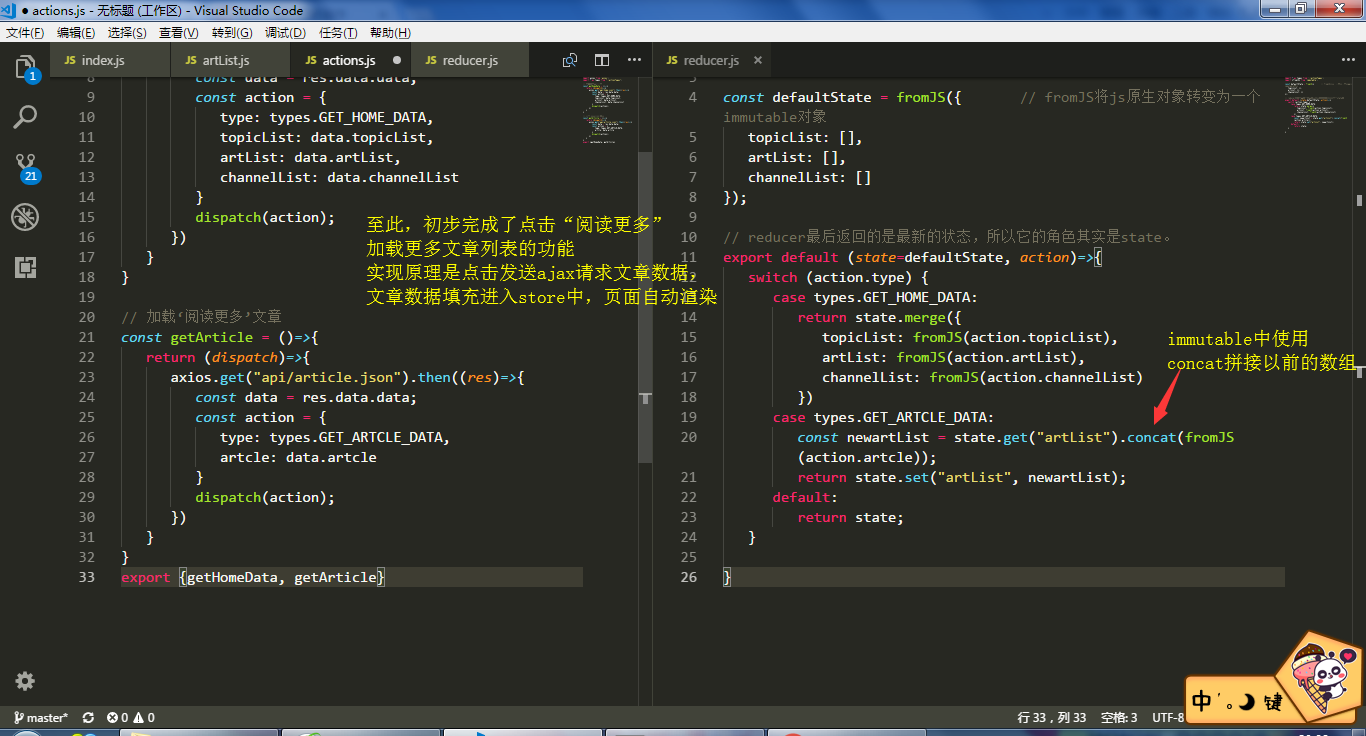 ● actions.js - 无标题 (工作区) - Visual Studio Code
文件(F) 编辑(E) 选择(S) 查看(V) 转到(G) 调试(D) 任务(T) 帮助(H)
JS index.js
JS artList.js
JS actions.js ●
JS reducer.js
JS reducer.js ×
1
21
8 const data = res.data.data;
9 const action = {
10 type: types.GET_HOME_DATA,
11 topicList: data.topicList,
12 artList: data.artList,
13 channelList: data.channelList
14 }
15 dispatch(action);
16 })
17 }
18 }
19
20 // 加载‘阅读更多’文章
21 const getArticle = ()=>{
22 return (dispatch)=>{
23 axios.get("api/article.json").then((res)=>{
24 const data = res.data.data;
25 const action = {
26 type: types.GET_ARTCLE_DATA,
27 artcle: data.artcle
28 }
29 dispatch(action);
30 })
31 }
32 }
33 export {getHomeData, getArticle}
至此，初步完成了点击“阅读更多”
加载更多文章列表的功能
实现原理是点击发送ajax请求文章数据。
文章数据填充进入store中，页面自动渲染
4 const defaultState = fromJS({ // fromJS将js原生对象转变为一个
immutable对象
5 topicList: [],
6 artList: [],
7 channelList: []
8 });
9
10 // reducer最后返回的是最新的状态，所以它的角色其实是state。
11 export default (state=defaultState, action)=>{
12 switch (action.type) {
case types.GET_HOME_DATA:
14 return state.merge({
15 topicList: fromJS(action.topicList),
16 artList: fromJS(action.artList),
17 channelList: fromJS(action.channelList)
18 })
19 case types.GET_ARTCLE_DATA:
20 const newartList = state.get("artList").concat(fromJS
(action.artcle));
21 return state.set("artList", newartList);
22 default:
23 return state;
24 }
25
26 }
immutable中使用
concat拼接以前的数组
master* 0 0
行 33，列 33 空格: 3 UTF-8
中 键